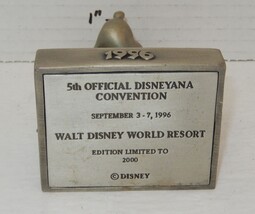 1"
1996
5th OFFICIAL DISNEYANA
CONVENTION
SEPTEMBER 3 - 7, 1996
WALT DISNEY WORLD RESORT
EDITION LIMITED TO
2000
© DISNEY